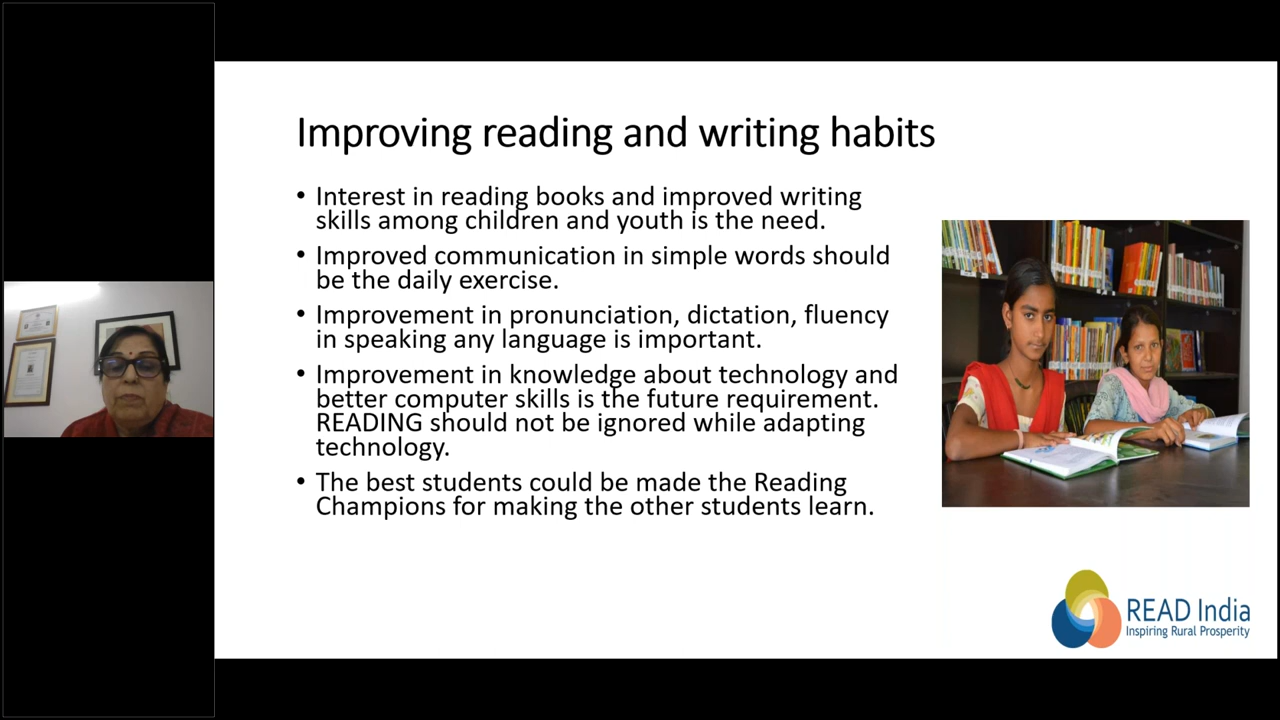 Improving reading and writing habits
• Interest in reading books and improved writing
skills among children and youth is the need.
• Improved communication in simple words should
be the daily exercise.
• Improvement in pronunciation, dictation, fluency
in speaking any language is important.
• Improvement in knowledge about technology and
better computer skills is the future requirement.
READING should not be ignored while adapting
technology.
• The best students could be made the Reading
Champions for making the other students learn.
READ India
Inspiring Rural Prosperity